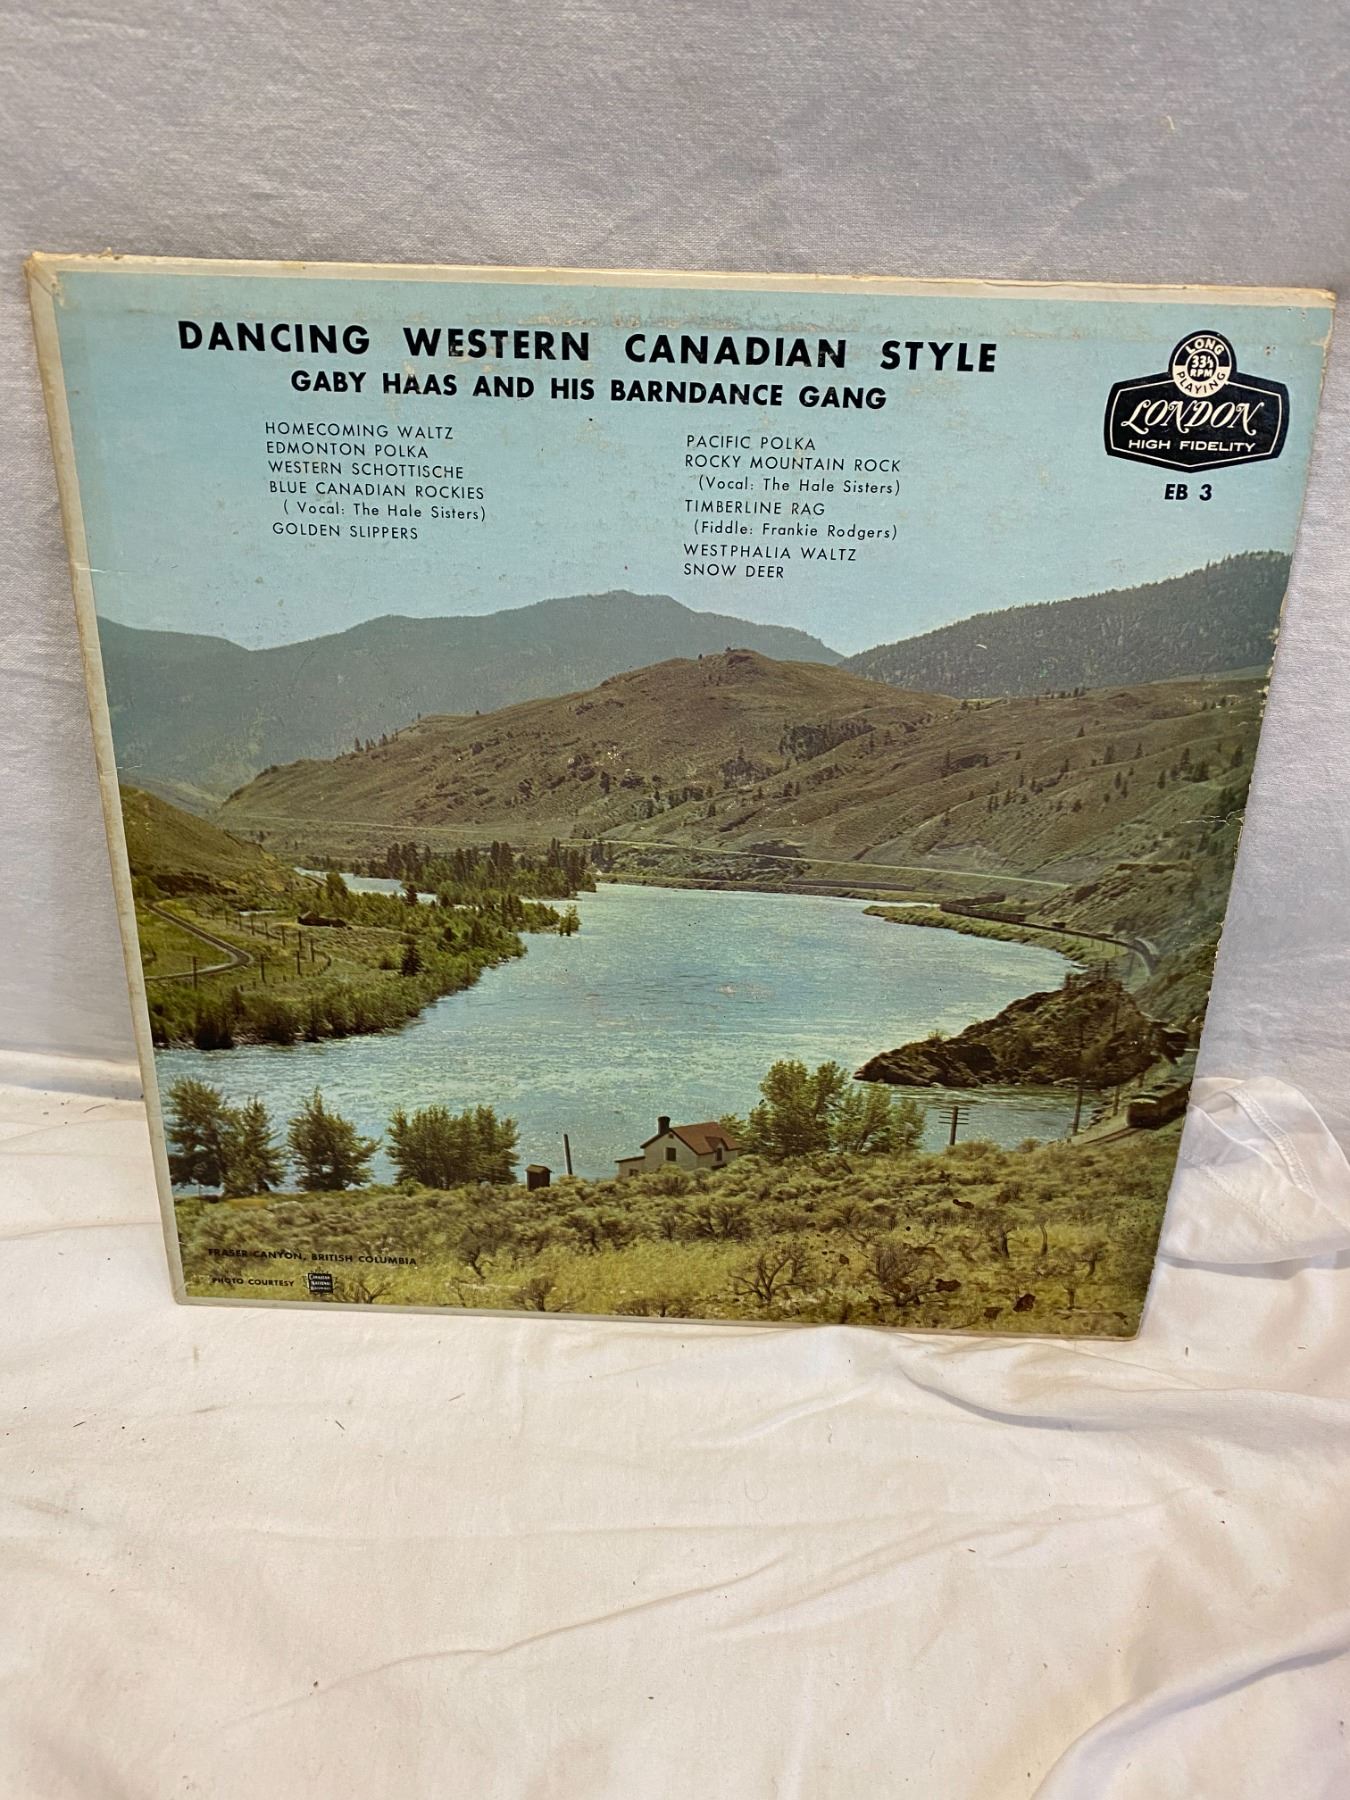 DANCING WESTERN CANADIAN STYLE
GABY HAAS AND HIS BARNDANCE GANG
HOMECOMING WALTZ
EDMONTON POLKA
WESTERN SCHOTTISCHE
BLUE CANADIAN ROCKIES
( Vocal: The Hale Sisters)
GOLDEN SLIPPERS
PACIFIC POLKA
ROCKY MOUNTAIN ROCK
(Vocal: The Hale Sisters)
TIMBERLINE RAG
(Fiddle: Frankie Rodgers)
WESTPHALIA WALTZ
SNOW DEER
LONG
33⅓
RPM
PLAYING
LONDON
HIGH FIDELITY
EB 3
FRASER CANYON, BRITISH COLUMBIA
PHOTO COURTESY
CANADIAN
NATIONAL
RAILWAYS